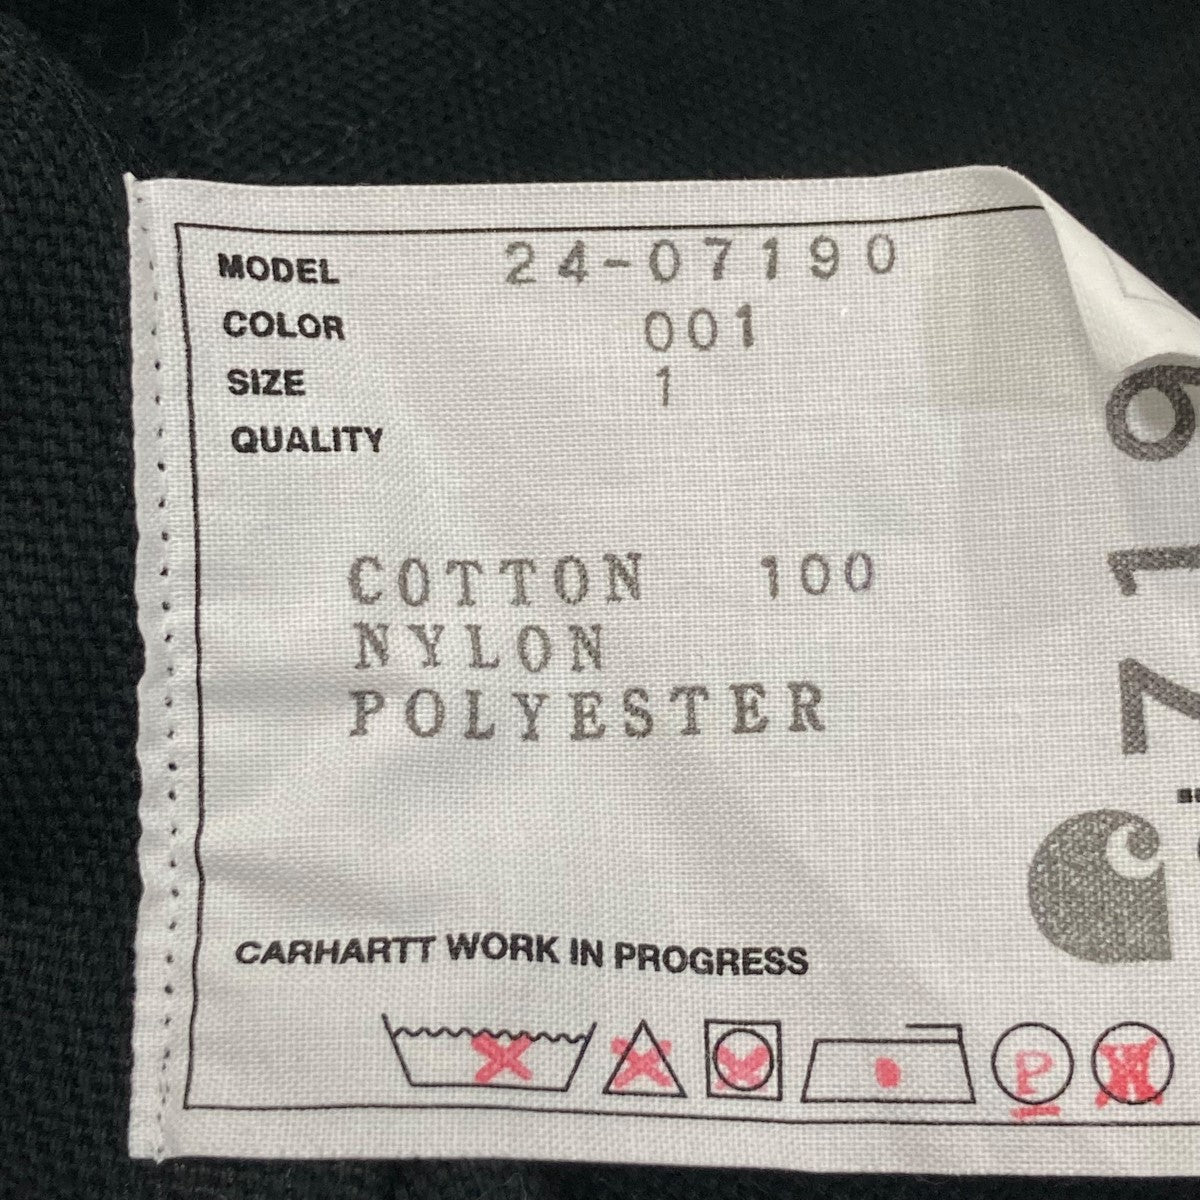 MODEL 24-07190
COLOR 001
SIZE 1
QUALITY
COTTON 100
NYLON
POLYESTER
CARHARTT WORK IN PROGRESS
P
W